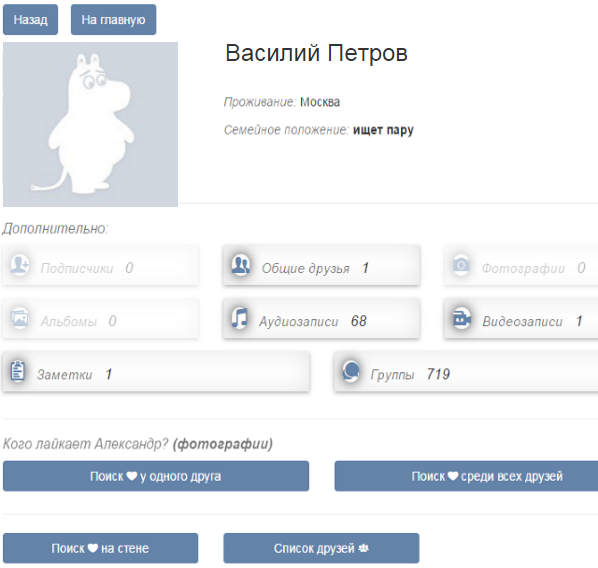 Назад На главную
Василий Петров
Проживание: Москва
Семейное положение: ищет пару
Дополнительно:
Подписчики 0 Общие друзья 1 Фотографии 0
Альбомы 0 Аудиозаписи 68 Видеозаписи 1
Заметки 1 Группы 719
Кого лайкает Александр? (фотографии)
Поиск у одного друга Поиск среди всех друзей
Поиск на стене Список друзей